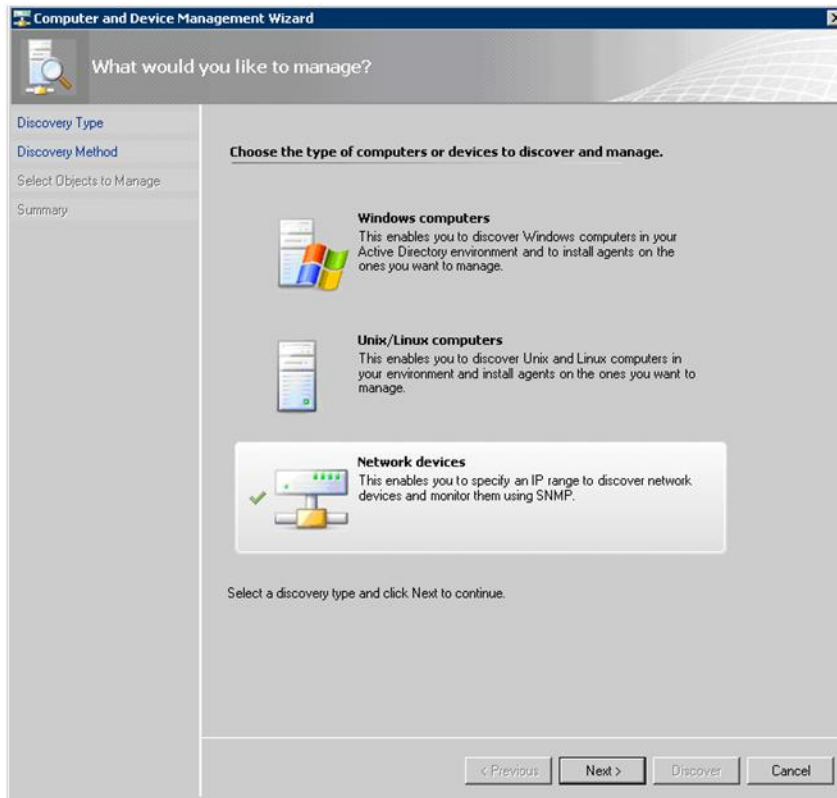 Computer and Device Management Wizard
What would you like to manage?
Discovery Type
Discovery Method
Select Objects to Manage
Summary
Choose the type of computers or devices to discover and manage.
Windows computers
This enables you to discover Windows computers in your
Active Directory environment and to install agents on the
ones you want to manage.
Unix/Linux computers
This enables you to discover Unix and Linux computers in
your environment and install agents on the ones you want to
manage.
Network devices
This enables you to specify an IP range to discover network
devices and monitor them using SNMP.
Select a discovery type and click Next to continue.
< Previous
Next >
Discover
Cancel